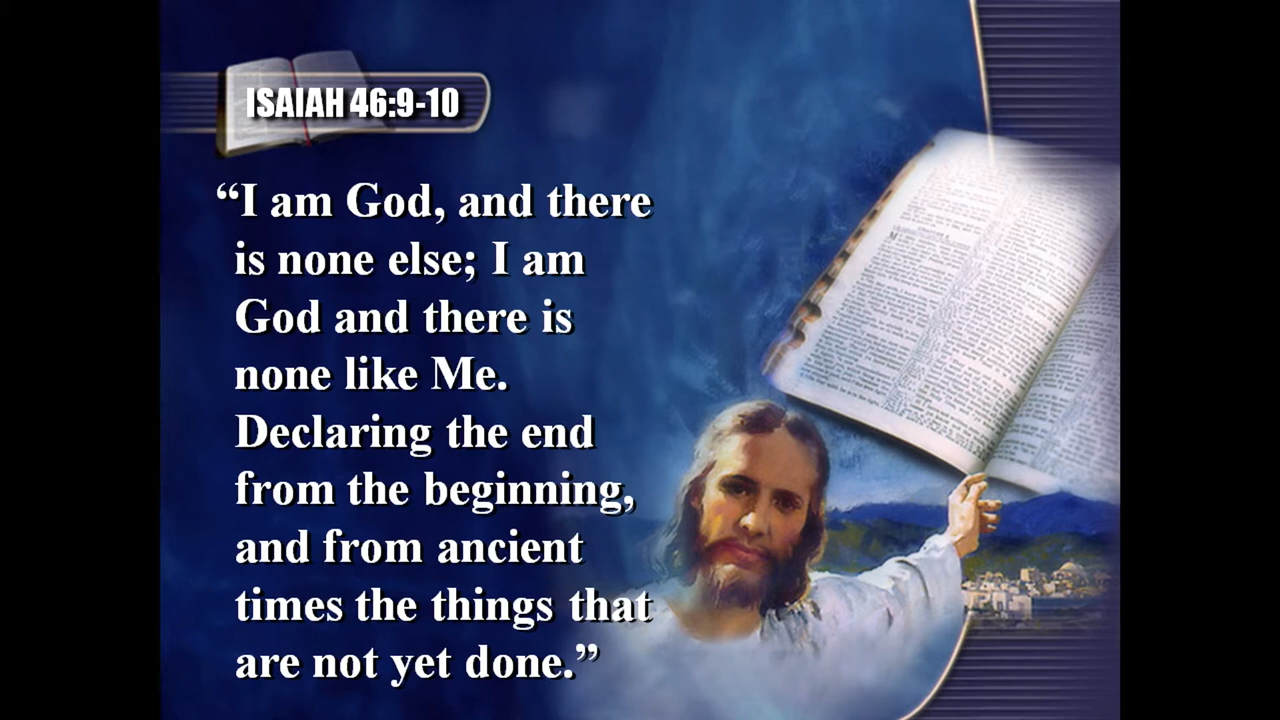 ISAIAH 46:9-10
“I am God, and there
is none else; I am
God and there is
none like Me.
Declaring the end
from the beginning,
and from ancient
times the things that
are not yet done.”